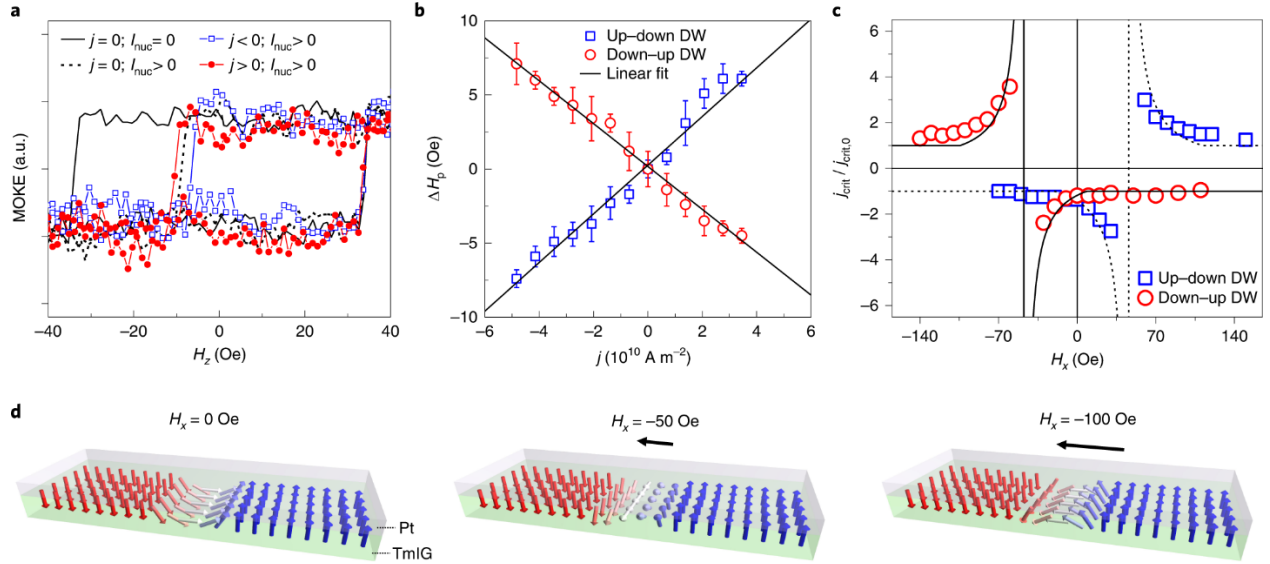 a
j = 0; I_nuc = 0
j = 0; I_nuc > 0
j < 0; I_nuc > 0
j > 0; I_nuc > 0
MOKE (a.u.)
−40 −20 0 20 40
H_z (Oe)
b
Up–down DW
Down–up DW
Linear fit
10
5
0
−5
−10
ΔH_p (Oe)
−6 −4 −2 0 2 4 6
j (10^10 A m^−2)
c
6
4
2
0
−2
−4
−6
j_crit / j_crit,0
Up–down DW
Down–up DW
−140 −70 0 70 140
H_x (Oe)
d
H_x = 0 Oe
H_x = −50 Oe
H_x = −100 Oe
Pt
TmIG